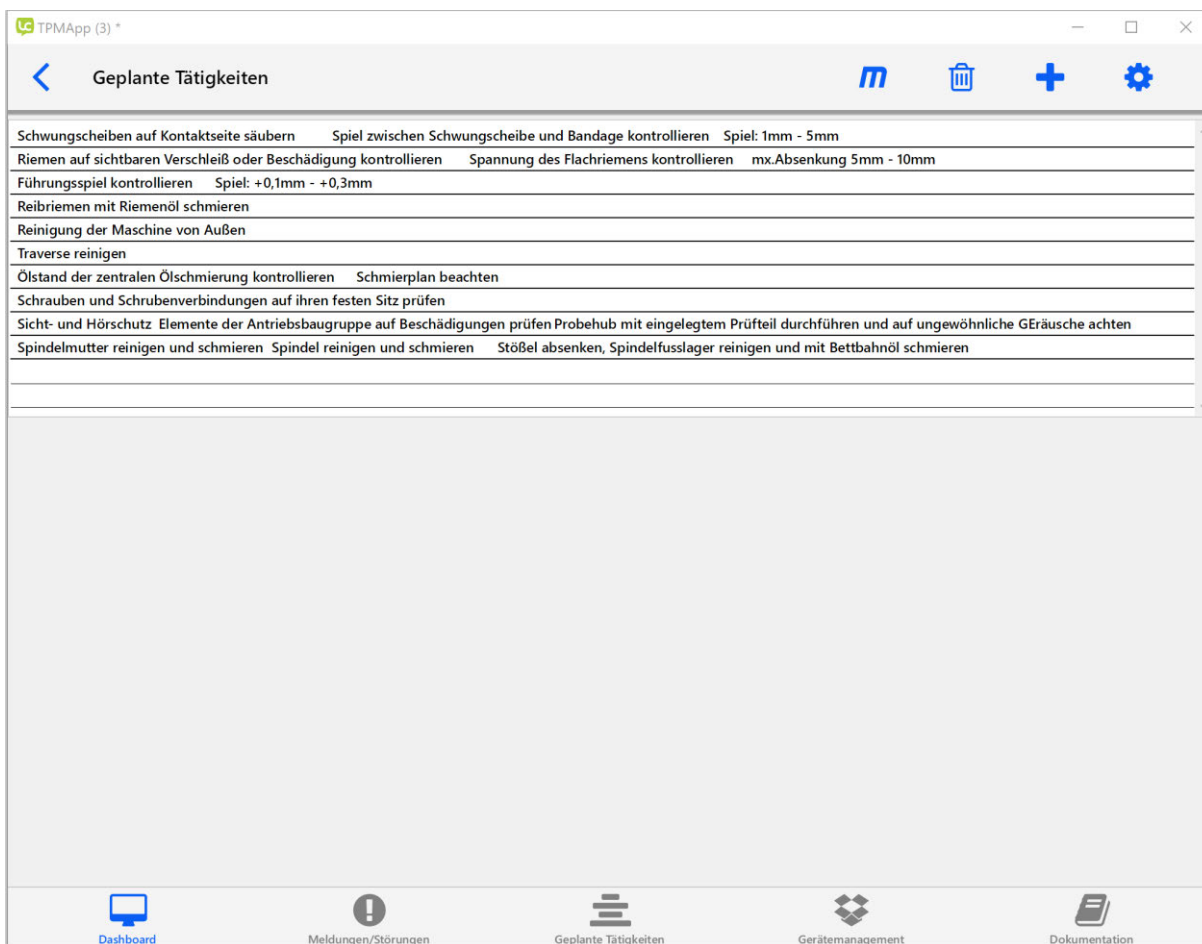 LC TPMApp (3) *
Geplante Tätigkeiten m
Schwungscheiben auf Kontaktseite säubern Spiel zwischen Schwungscheibe und Bandage kontrollieren Spiel: 1mm - 5mm
Riemen auf sichtbaren Verschleiß oder Beschädigung kontrollieren Spannung des Flachriemens kontrollieren mx.Absenkung 5mm - 10mm
Führungsspiel kontrollieren Spiel: +0,1mm - +0,3mm
Reibriemen mit Riemenöl schmieren
Reinigung der Maschine von Außen
Traverse reinigen
Ölstand der zentralen Ölschmierung kontrollieren Schmierplan beachten
Schrauben und Schrubenverbindungen auf ihren festen Sitz prüfen
Sicht- und Hörschutz Elemente der Antriebsbaugruppe auf Beschädigungen prüfen Probehub mit eingelegtem Prüfteil durchführen und auf ungewöhnliche GEräusche achten
Spindelmutter reinigen und schmieren Spindel reinigen und schmieren Stößel absenken, Spindelfusslager reinigen und mit Bettbahnöl schmieren
Dashboard Meldungen/Störungen Geplante Tätigkeiten Gerätemanagement Dokumentation